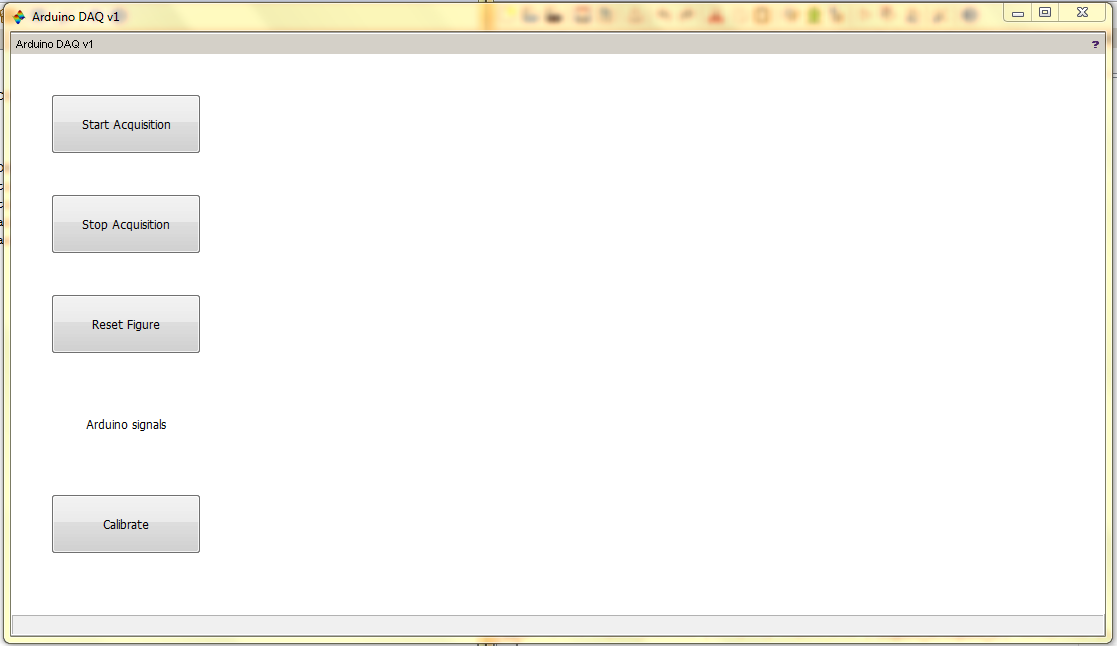 Arduino DAQ v1
Arduino DAQ v1
?
Start Acquisition
Stop Acquisition
Reset Figure
Arduino signals
Calibrate